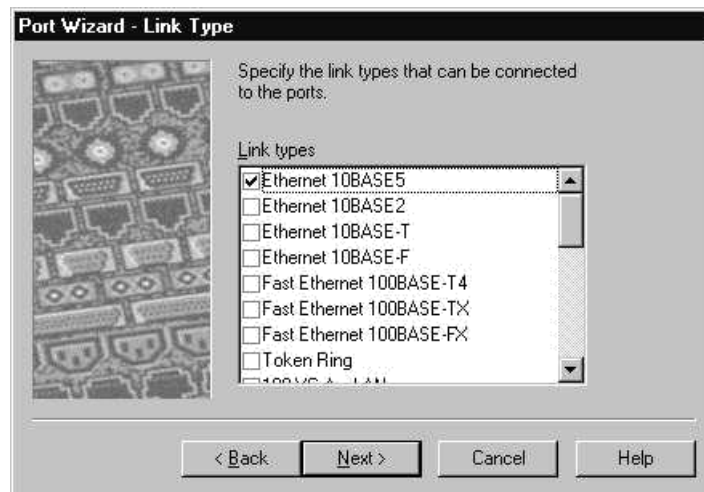 Port Wizard - Link Type
Specify the link types that can be connected
to the ports.
Link types
Ethernet 10BASE5
Ethernet 10BASE2
Ethernet 10BASE-T
Ethernet 10BASE-F
Fast Ethernet 100BASE-T4
Fast Ethernet 100BASE-TX
Fast Ethernet 100BASE-FX
Token Ring
< Back
Next >
Cancel
Help